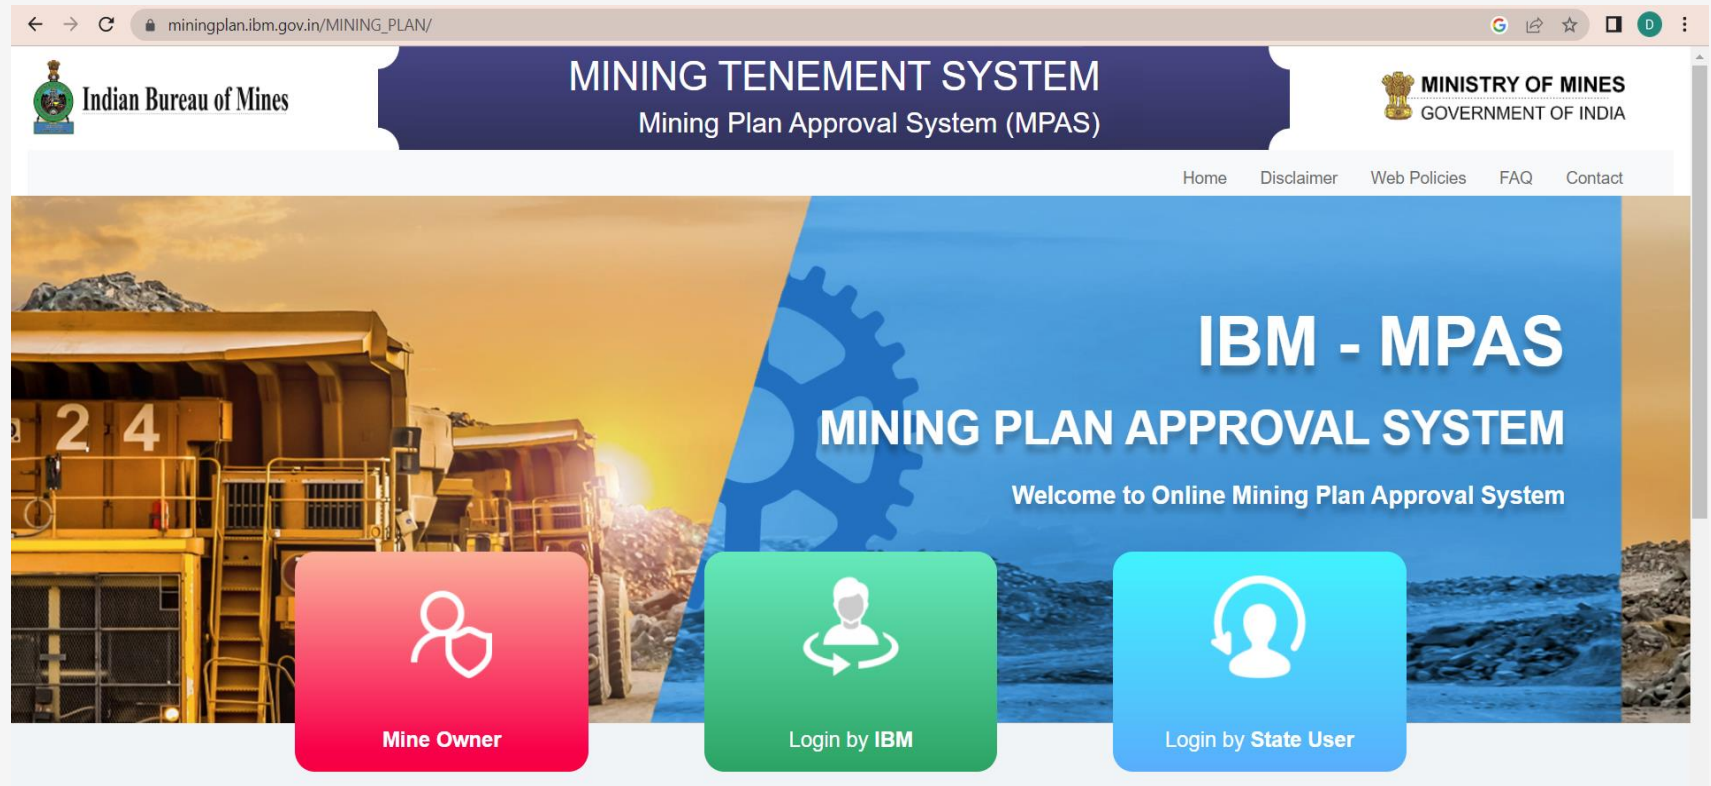 miningplan.ibm.gov.in/MINING_PLAN/
G
D
Indian Bureau of Mines
MINING TENEMENT SYSTEM
Mining Plan Approval System (MPAS)
MINISTRY OF MINES
GOVERNMENT OF INDIA
Home Disclaimer Web Policies FAQ Contact
24
IBM - MPAS
MINING PLAN APPROVAL SYSTEM
Welcome to Online Mining Plan Approval System
Mine Owner
Login by IBM
Login by State User